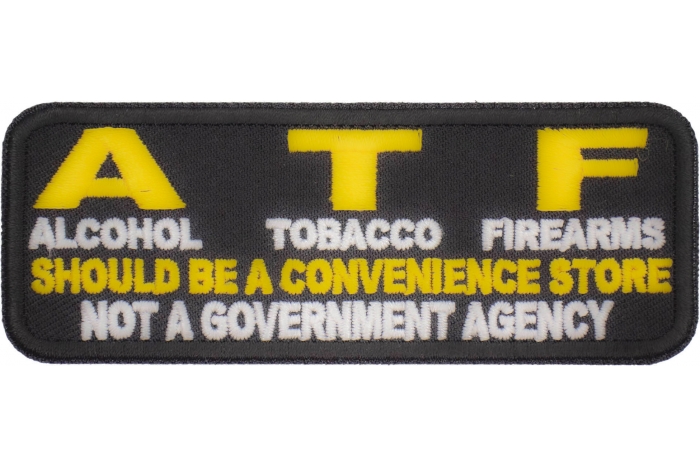 A T F
ALCOHOL TOBACCO FIREARMS
SHOULD BE A CONVENIENCE STORE
NOT A GOVERNMENT AGENCY